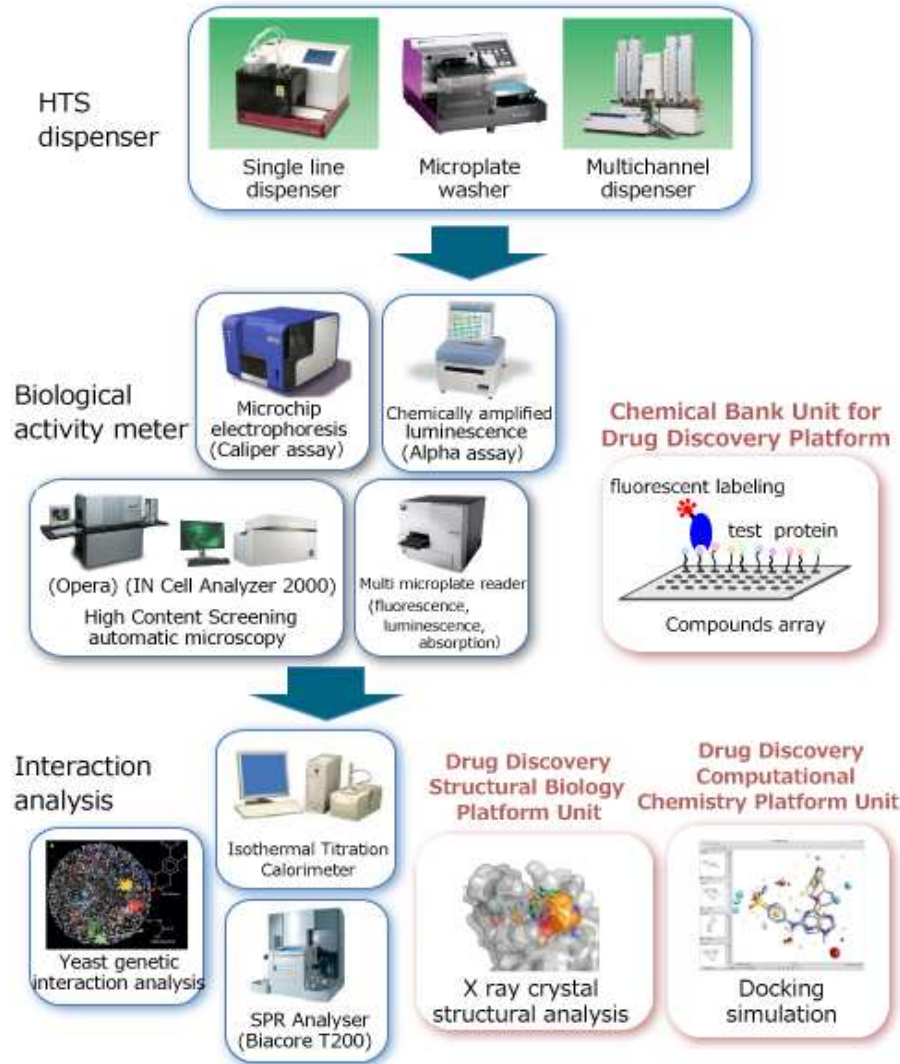 HTS
dispenser
Single line
dispenser
Microplate
washer
Multichannel
dispenser
Biological
activity meter
Microchip
electrophoresis
(Caliper assay)
Chemically amplified
luminescence
(Alpha assay)
(Opera) (IN Cell Analyzer 2000)
High Content Screening
automatic microscopy
Multi microplate reader
(fluorescence,
luminescence,
absorption)
Chemical Bank Unit for
Drug Discovery Platform
fluorescent labeling
test protein
Compounds array
Interaction
analysis
Yeast genetic
interaction analysis
Isothermal Titration
Calorimeter
SPR Analyser
(Biacore T200)
Drug Discovery
Structural Biology
Platform Unit
X ray crystal
structural analysis
Drug Discovery
Computational
Chemistry Platform Unit
Docking
simulation